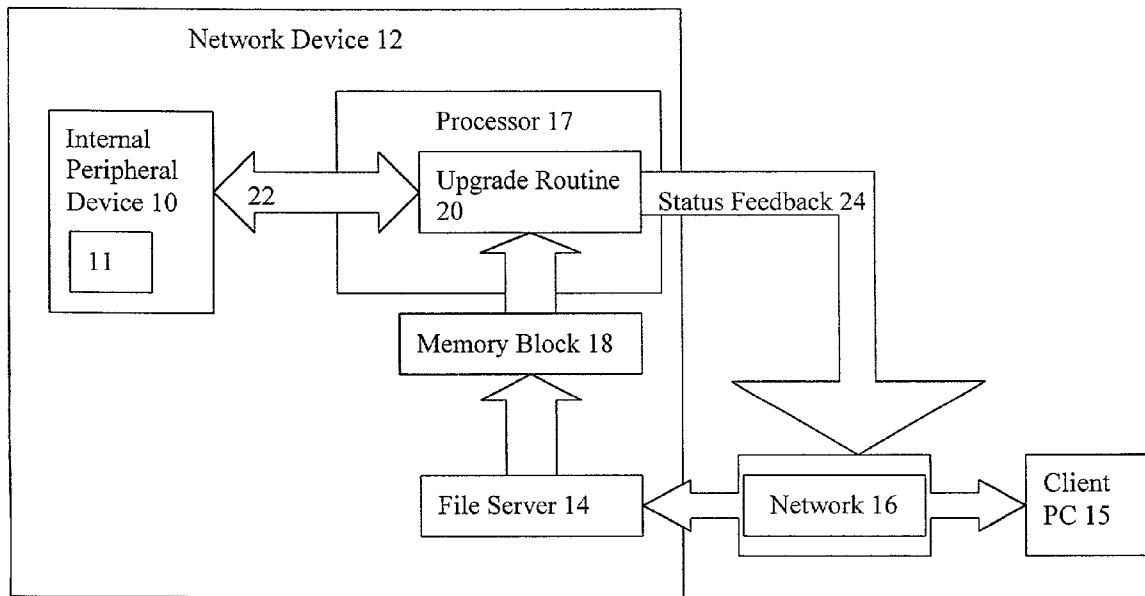 Network Device 12
Internal
Peripheral
Device 10
11
22
Processor 17
Upgrade Routine
20
Status Feedback 24
Memory Block 18
File Server 14
Network 16
Client
PC 15